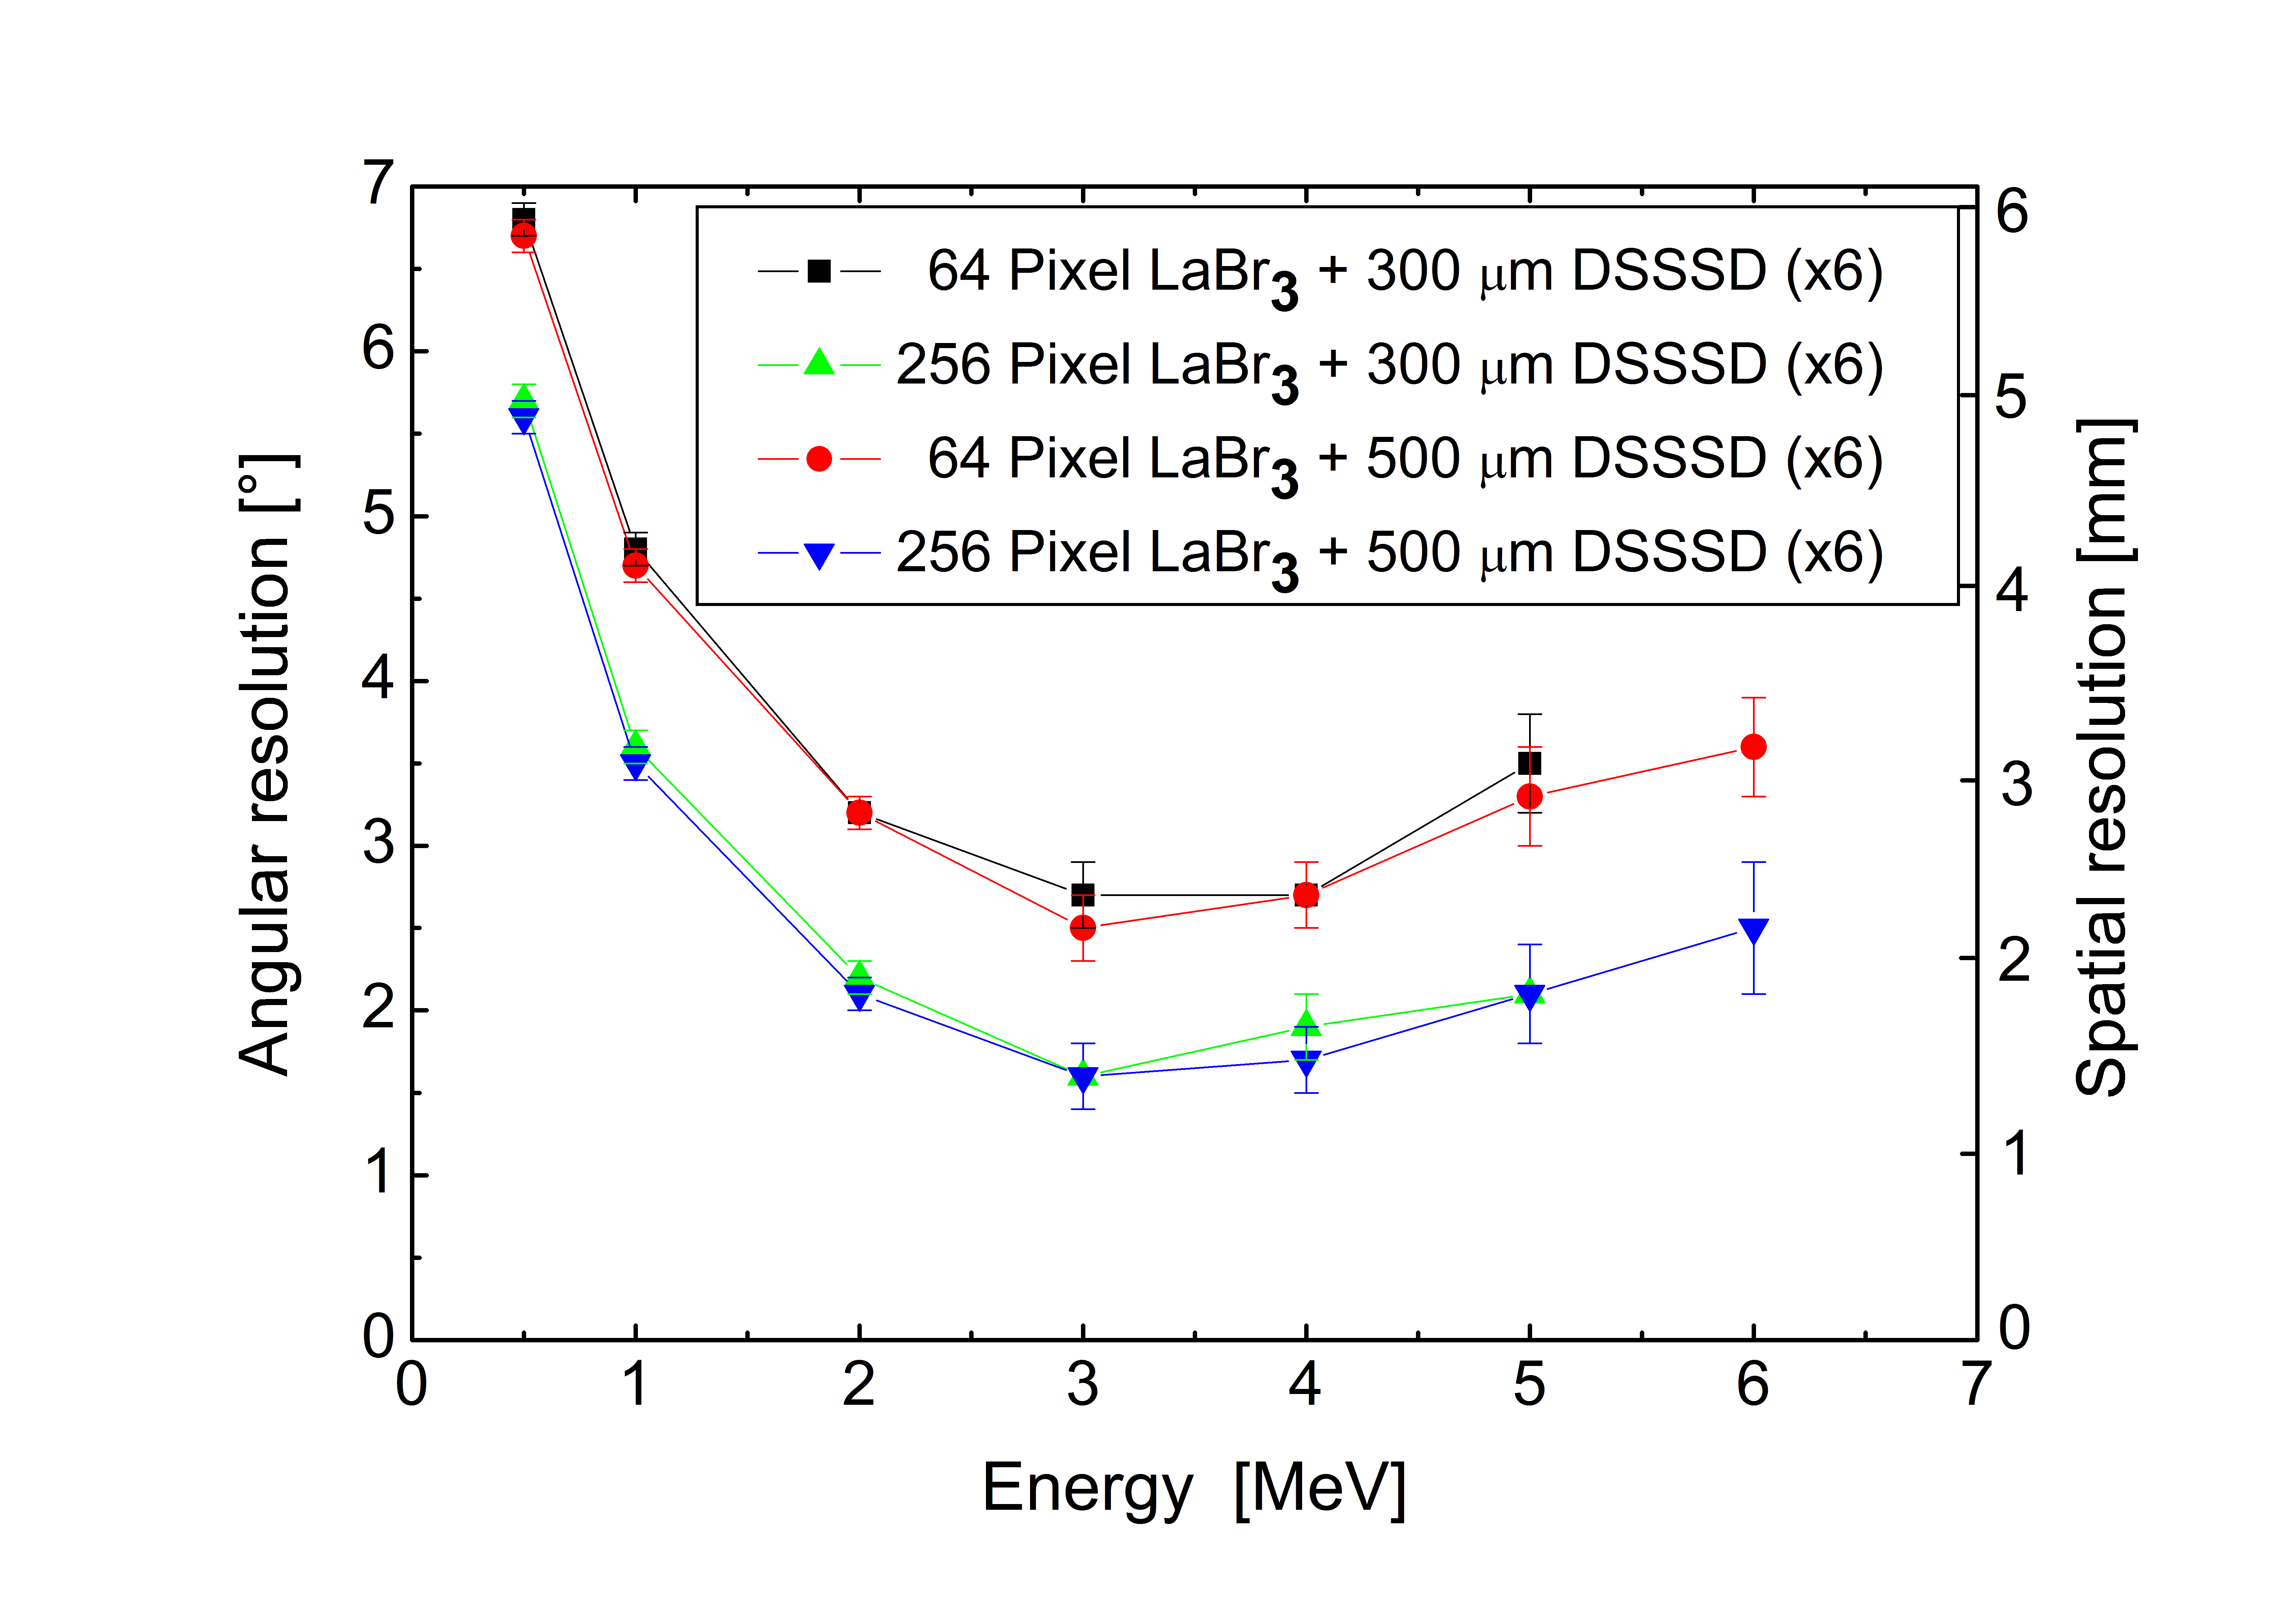 7
6
5
4
3
2
1
0
Angular resolution [°]
64 Pixel LaBr3 + 300 μm DSSSD (x6)
256 Pixel LaBr3 + 300 μm DSSSD (x6)
64 Pixel LaBr3 + 500 μm DSSSD (x6)
256 Pixel LaBr3 + 500 μm DSSSD (x6)
6
5
4
3
2
1
0
Spatial resolution [mm]
0 1 2 3 4 5 6 7
Energy [MeV]